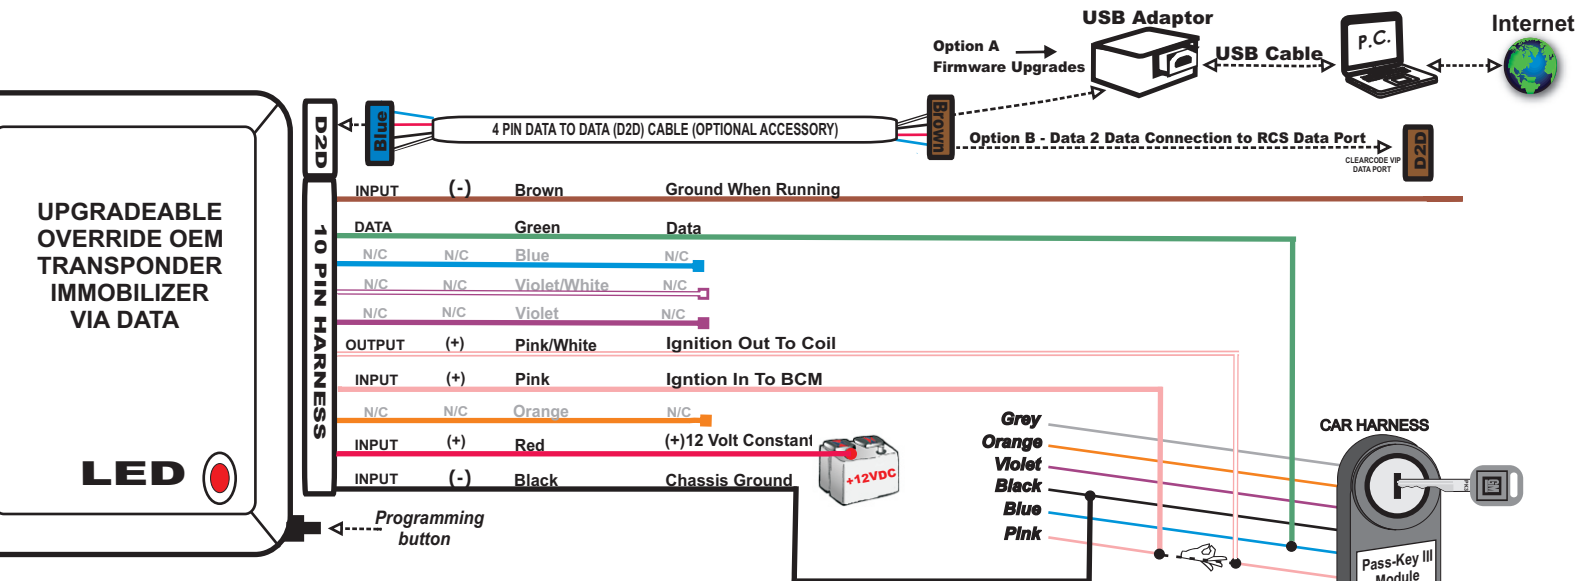 USB Adaptor
Internet
Option A
Firmware Upgrades
USB Cable
P.C.
D2D
Blue
4 PIN DATA TO DATA (D2D) CABLE (OPTIONAL ACCESSORY)
Brown
Option B - Data 2 Data Connection to RCS Data Port
CLEARCODE VIP
DATA PORT
D2D
UPGRADEABLE
OVERRIDE OEM
TRANSPONDER
IMMOBILIZER
VIA DATA
LED
10 PIN HARNESS
INPUT (-) Brown Ground When Running
DATA Green Data
N/C N/C Blue N/C
N/C N/C Violet/White N/C
N/C N/C Violet N/C
OUTPUT (+) Pink/White Ignition Out To Coil
INPUT (+) Pink Igntion In To BCM
N/C N/C Orange N/C
INPUT (+) Red (+)12 Volt Constant
INPUT (-) Black Chassis Ground
+12VDC
Programming
button
Grey
Orange
Violet
Black
Blue
Pink
CAR HARNESS
PK3
GM
Pass-Key III
Module